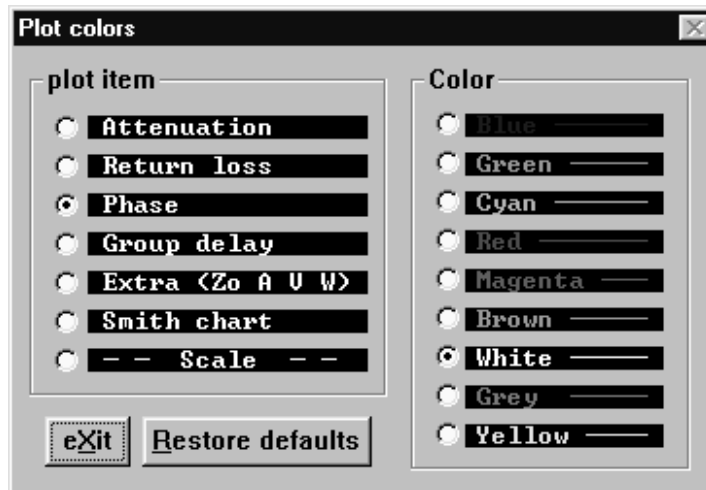 Plot colors
plot item
Attenuation
Return loss
Phase
Group delay
Extra (Zo A V W)
Smith chart
– – Scale – –
eXit
Restore defaults
Color
Blue
Green
Cyan
Red
Magenta
Brown
White
Grey
Yellow